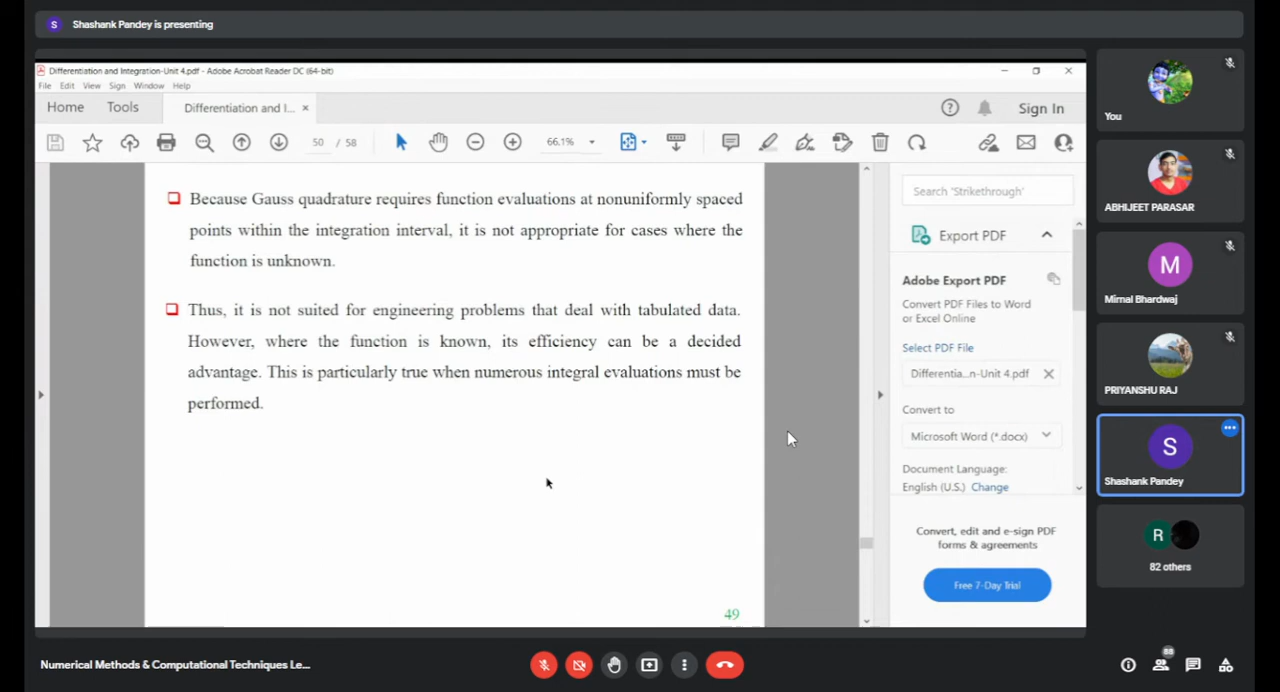 S Shashank Pandey is presenting
Differentiation and Integration-Unit 4.pdf - Adobe Acrobat Reader DC (64-bit)
File Edit View Sign Window Help
Home Tools Differentiation and I... × Sign In
50 / 58 66.1%
Because Gauss quadrature requires function evaluations at nonuniformly spaced
points within the integration interval, it is not appropriate for cases where the
function is unknown.
Thus, it is not suited for engineering problems that deal with tabulated data.
However, where the function is known, its efficiency can be a decided
advantage. This is particularly true when numerous integral evaluations must be
performed.
49
Search 'Strikethrough'
Export PDF
Adobe Export PDF
Convert PDF Files to Word
or Excel Online
Select PDF File
Differentia...n-Unit 4.pdf
Convert to
Microsoft Word (*.docx)
Document Language:
English (U.S.) Change
Convert, edit and e-sign PDF
forms & agreements
Free 7-Day Trial
You
ABHIJEET PARASAR
M
Mirnal Bhardwaj
PRIYANSHU RAJ
S
Shashank Pandey
R
82 others
Numerical Methods & Computational Techniques Le...
88